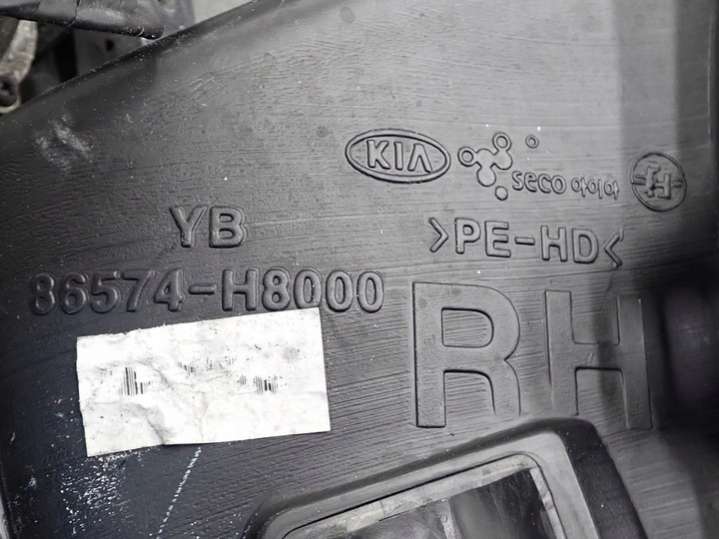 KIA seco
YB >PE-HD<
86574-H8000
RH